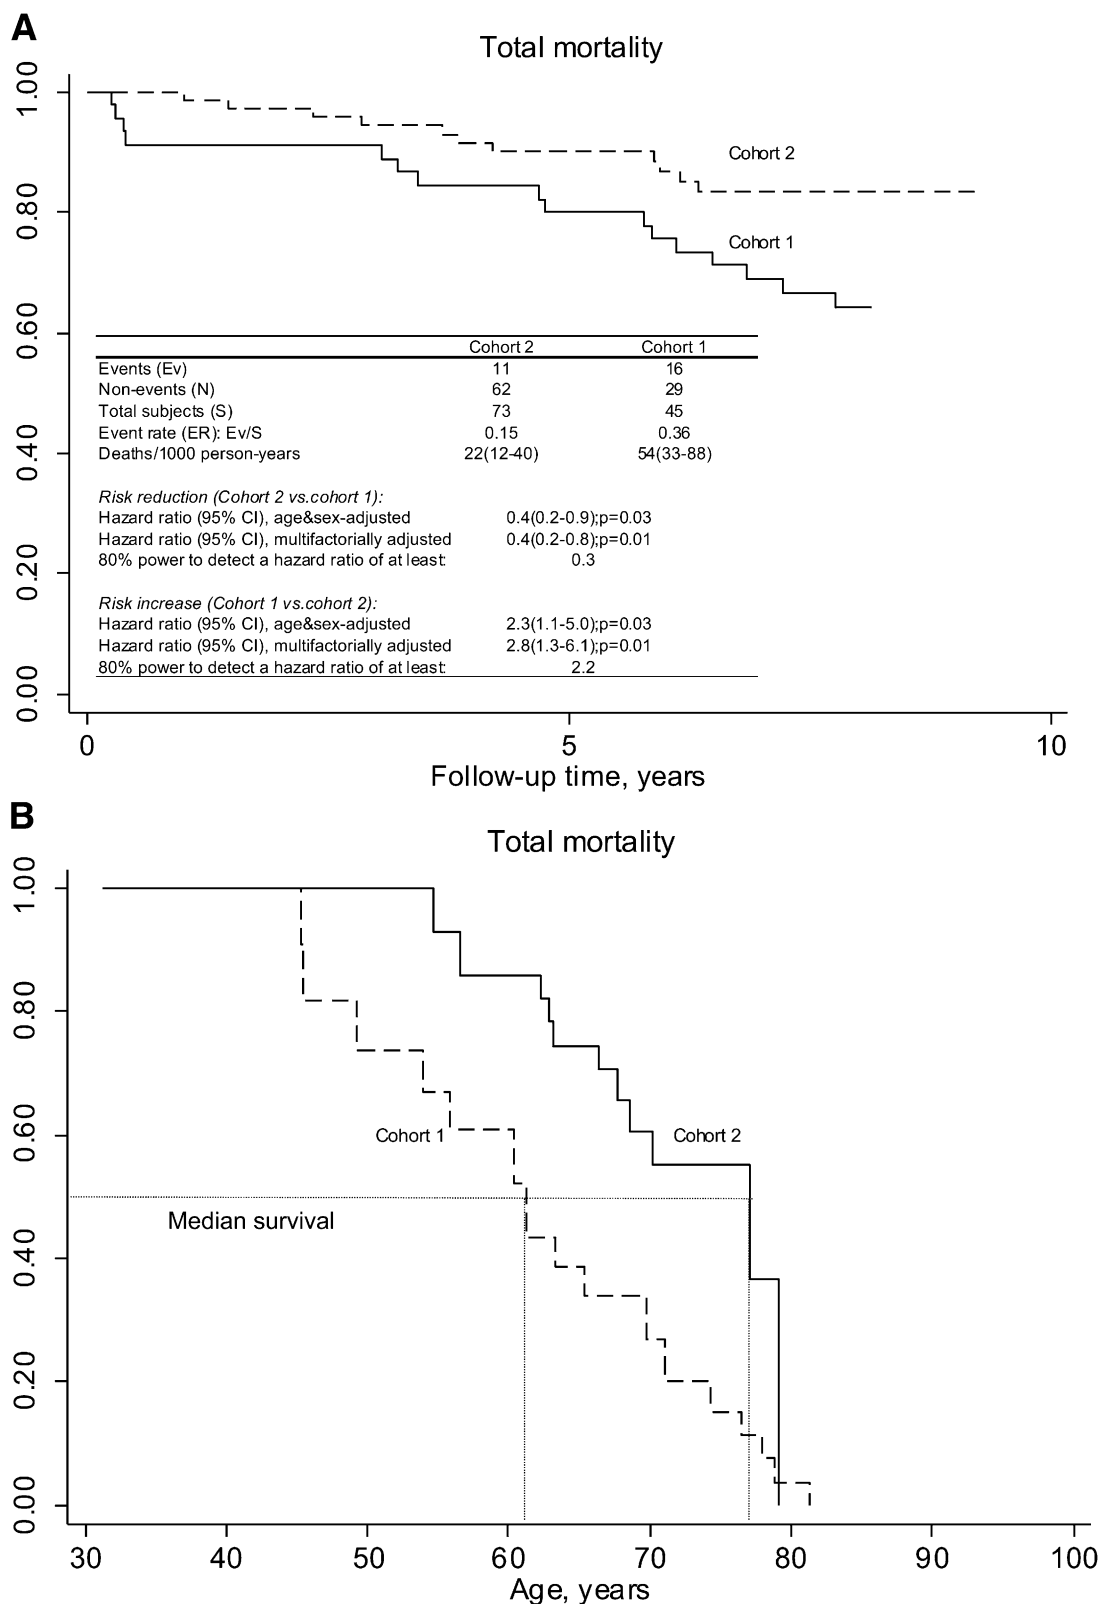 A
Total mortality
1.00
0.80
0.60
0.40
0.20
0.00
Cohort 2
Cohort 1
Cohort 2 Cohort 1
Events (Ev) 11 16
Non-events (N) 62 29
Total subjects (S) 73 45
Event rate (ER): Ev/S 0.15 0.36
Deaths/1000 person-years 22(12-40) 54(33-88)
Risk reduction (Cohort 2 vs.cohort 1):
Hazard ratio (95% CI), age&sex-adjusted 0.4(0.2-0.9);p=0.03
Hazard ratio (95% CI), multifactorially adjusted 0.4(0.2-0.8);p=0.01
80% power to detect a hazard ratio of at least: 0.3
Risk increase (Cohort 1 vs.cohort 2):
Hazard ratio (95% CI), age&sex-adjusted 2.3(1.1-5.0);p=0.03
Hazard ratio (95% CI), multifactorially adjusted 2.8(1.3-6.1);p=0.01
80% power to detect a hazard ratio of at least: 2.2
0 5 10
Follow-up time, years
B
Total mortality
1.00
0.80
0.60
0.40
0.20
0.00
Cohort 1
Cohort 2
Median survival
30 40 50 60 70 80 90 100
Age, years